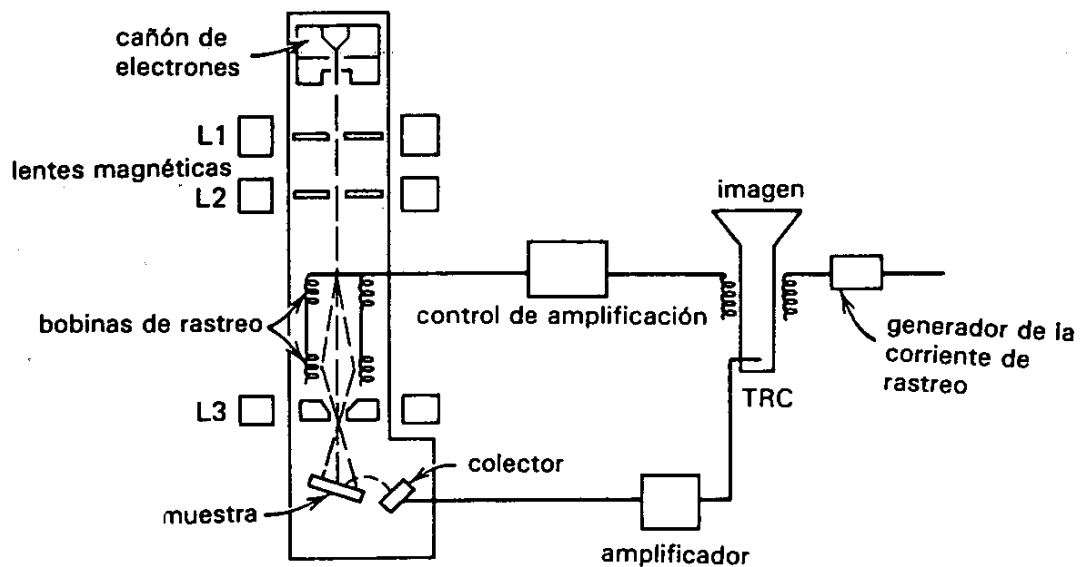 cañón de
electrones
L1
lentes magnéticas
L2
imagen
bobinas de rastreo
control de amplificación
generador de la
corriente de
rastreo
TRC
L3
colector
muestra
amplificador